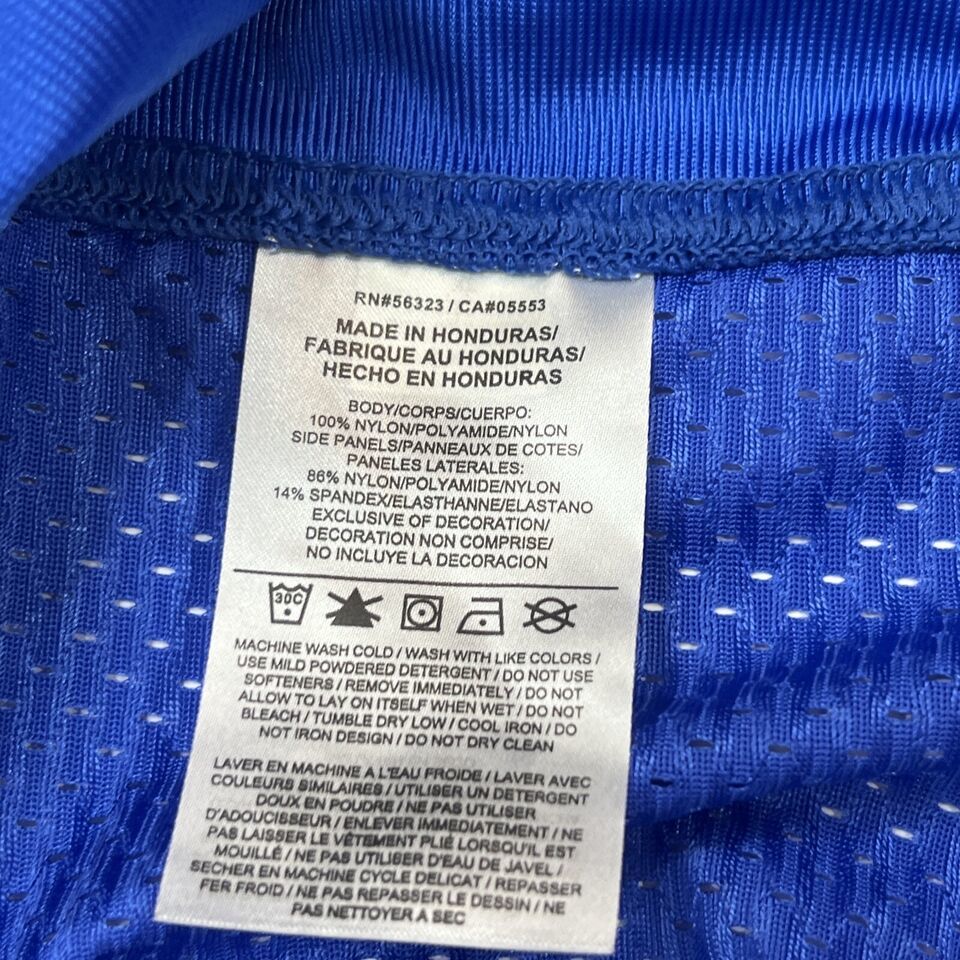 RN#56323 / CA#05553
MADE IN HONDURAS/
FABRIQUE AU HONDURAS/
HECHO EN HONDURAS
BODY/CORPS/CUERPO:
100% NYLON/POLYAMIDE/NYLON
SIDE PANELS/PANNEAUX DE COTES/
PANELES LATERALES:
86% NYLON/POLYAMIDE/NYLON
14% SPANDEX/ELASTHANNE/ELASTANO
EXCLUSIVE OF DECORATION/
DECORATION NON COMPRISE/
NO INCLUYE LA DECORACION
30C
MACHINE WASH COLD / WASH WITH LIKE COLORS /
USE MILD POWDERED DETERGENT / DO NOT USE
SOFTENERS / REMOVE IMMEDIATELY / DO NOT
ALLOW TO LAY ON ITSELF WHEN WET / DO NOT
BLEACH / TUMBLE DRY LOW / COOL IRON / DO
NOT IRON DESIGN / DO NOT DRY CLEAN
LAVER EN MACHINE A L'EAU FROIDE / LAVER AVEC
COULEURS SIMILAIRES / UTILISER UN DETERGENT
DOUX EN POUDRE / NE PAS UTILISER
D'ADOUCISSEUR / ENLEVER IMMEDIATEMENT / NE
PAS LAISSER LE VÊTEMENT PLIÉ LORSQU'IL EST
MOUILLÉ / NE PAS UTILISER D'EAU DE JAVEL /
SECHER EN MACHINE CYCLE DELICAT / REPASSER
FER FROID / NE PAS REPASSER LE DESSIN / NE
PAS NETTOYER A SEC